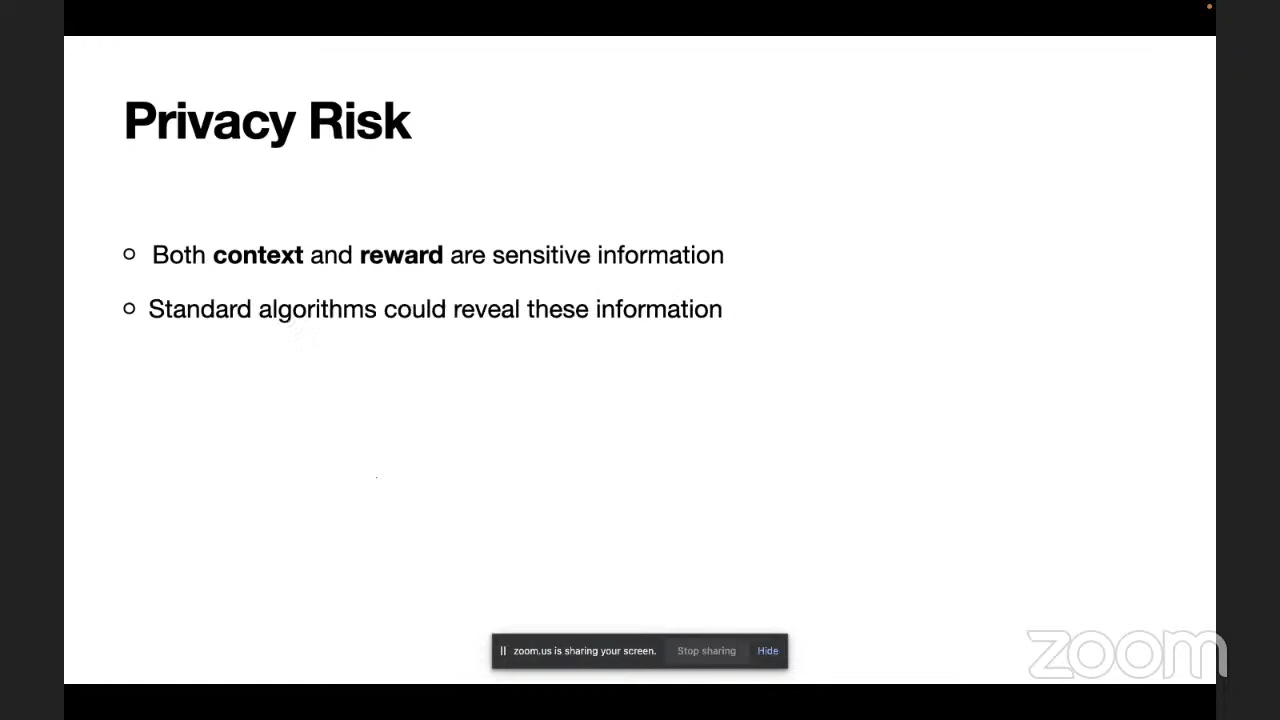 Privacy Risk
Both context and reward are sensitive information
Standard algorithms could reveal these information
zoom.us is sharing your screen. Stop sharing Hide
zoom